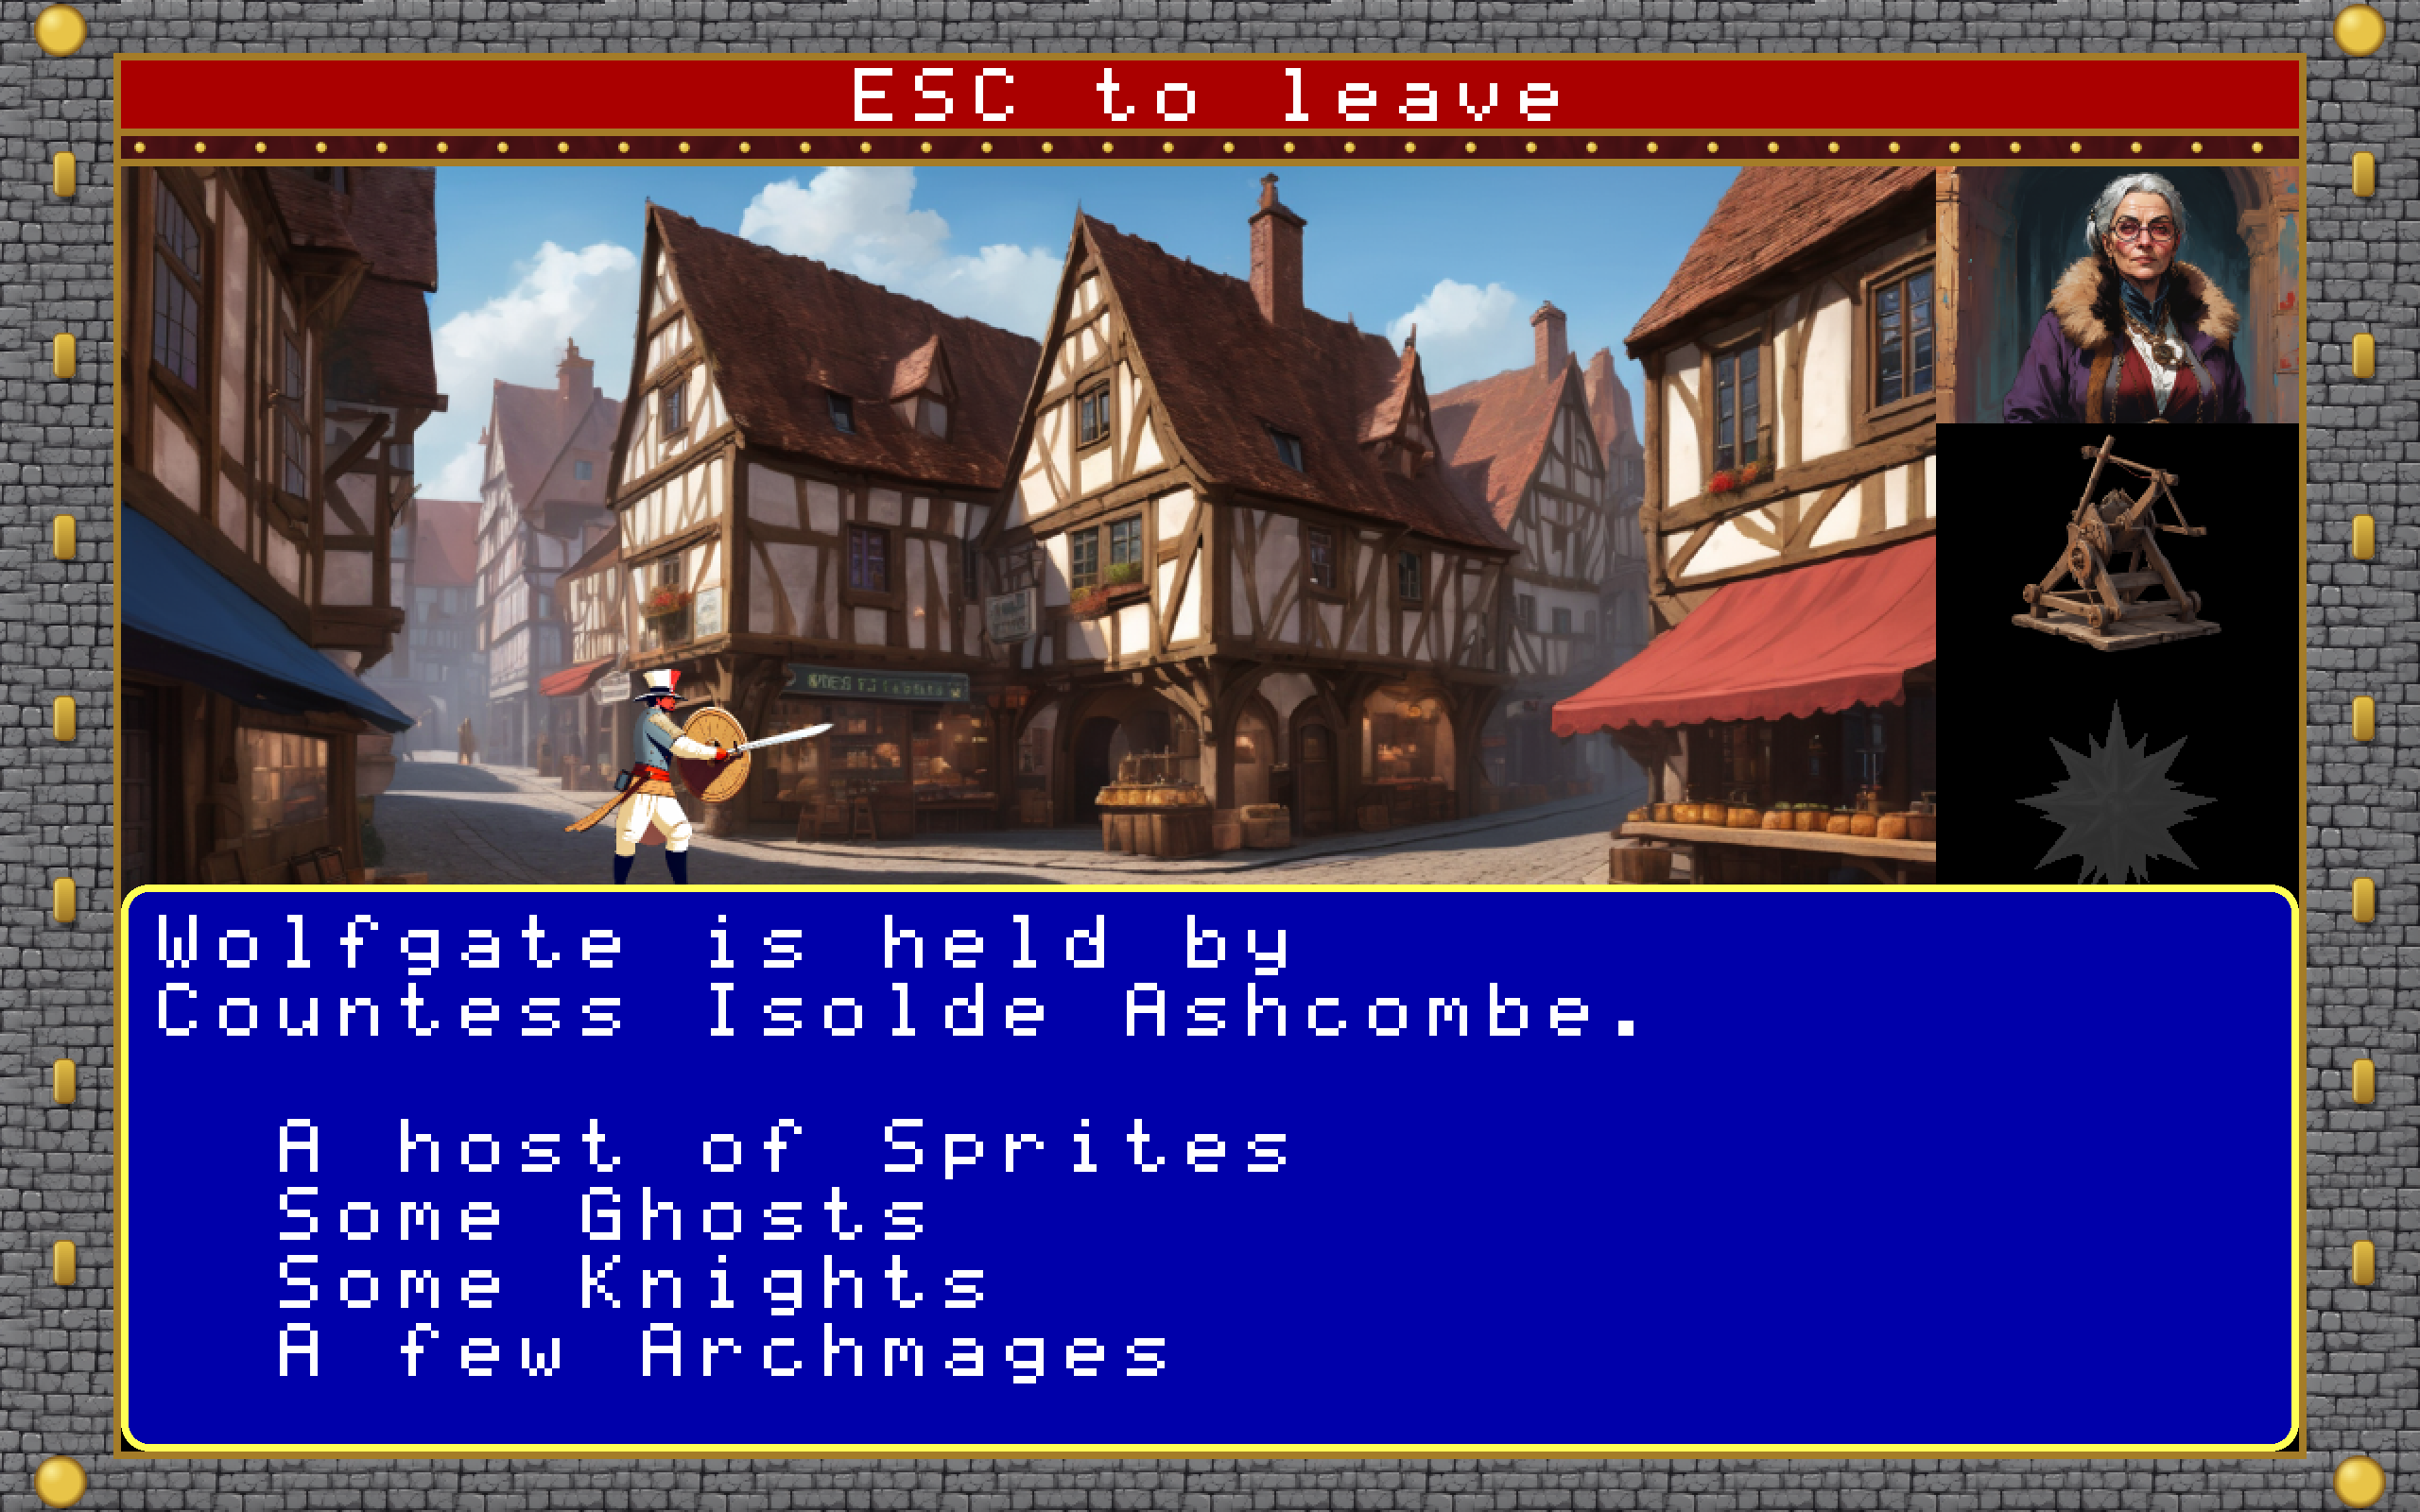 ESC to leave
Wolfgate is held by
Countess Isolde Ashcombe.
A host of Sprites
Some Ghosts
Some Knights
A few Archmages